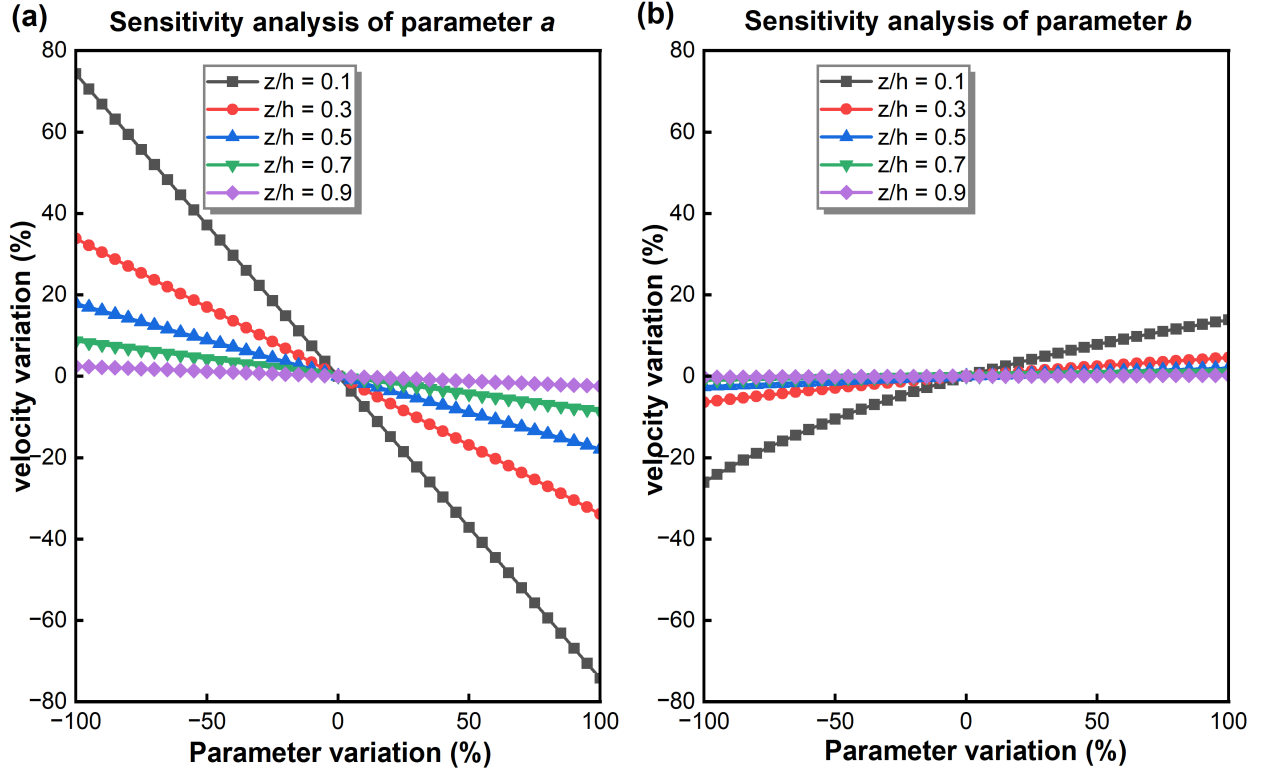 (a) Sensitivity analysis of parameter a
80
60
40
20
0
−20
−40
−60
−80
−100
−50
0
50
100
velocity variation (%)
Parameter variation (%)
z/h = 0.1
z/h = 0.3
z/h = 0.5
z/h = 0.7
z/h = 0.9
(b) Sensitivity analysis of parameter b
80
60
40
20
0
−20
−40
−60
−80
−100
−50
0
50
100
velocity variation (%)
Parameter variation (%)
z/h = 0.1
z/h = 0.3
z/h = 0.5
z/h = 0.7
z/h = 0.9